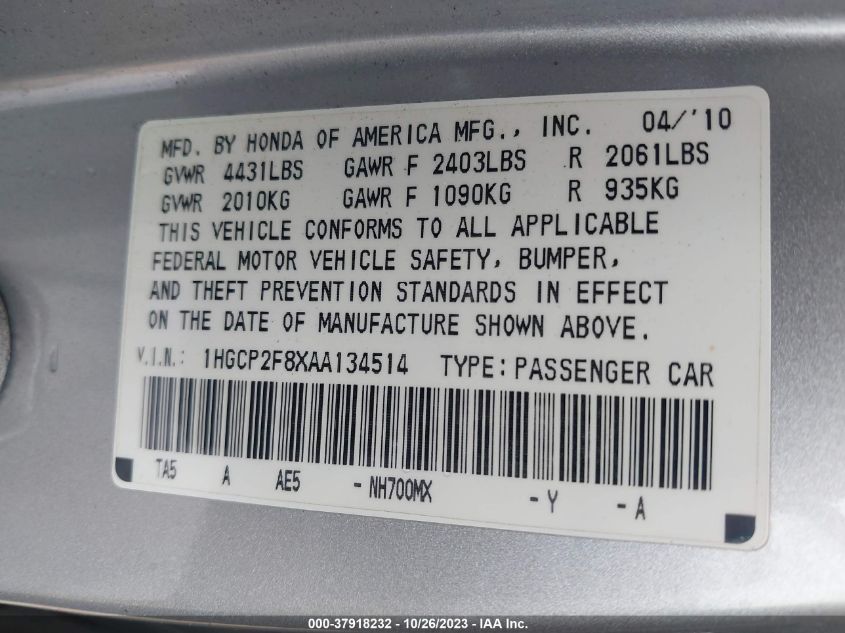 MFD. BY HONDA OF AMERICA MFG., INC. 04/'10
GVWR 4431LBS GAWR F 2403LBS R 2061LBS
GVWR 2010KG GAWR F 1090KG R 935KG
THIS VEHICLE CONFORMS TO ALL APPLICABLE
FEDERAL MOTOR VEHICLE SAFETY, BUMPER,
AND THEFT PREVENTION STANDARDS IN EFFECT
ON THE DATE OF MANUFACTURE SHOWN ABOVE.
V.I.N.: 1HGCP2F8XAA134514 TYPE: PASSENGER CAR
TA5 A AE5 - NH700MX - Y - A
000-37918232 - 10/26/2023 - IAA Inc.